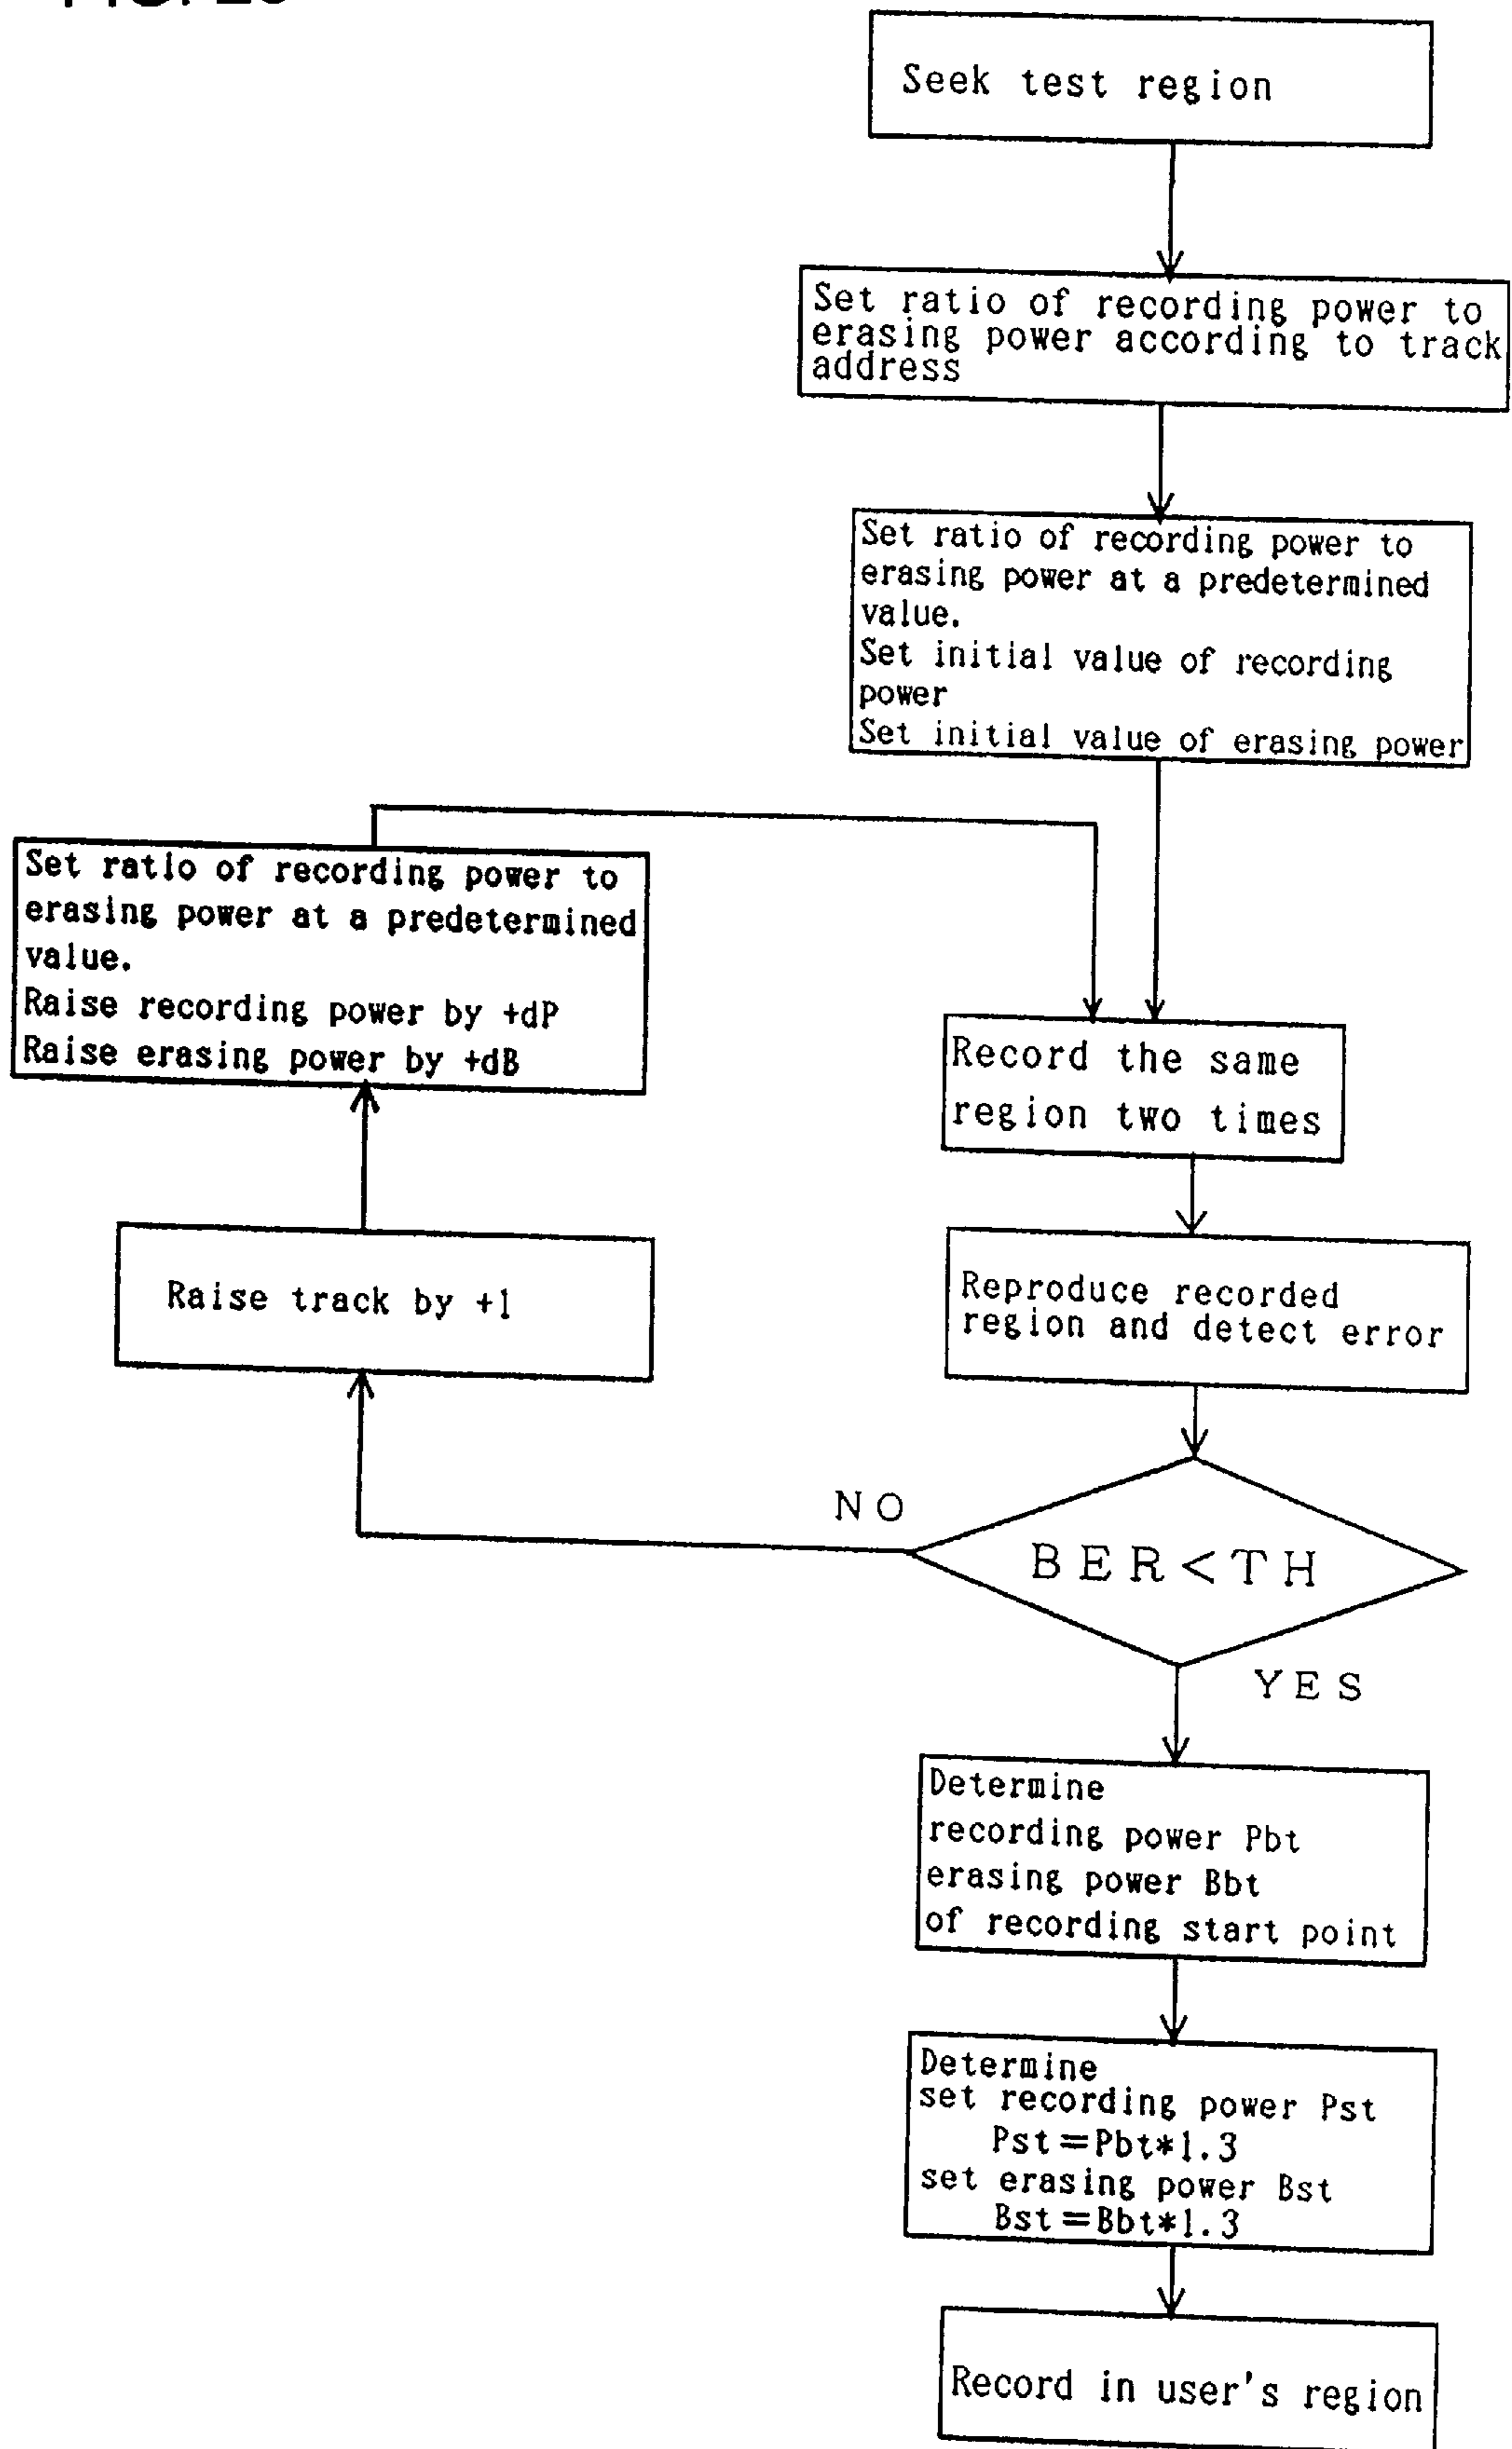 Seek test region
Set ratio of recording power to
erasing power according to track
address
Set ratio of recording power to
erasing power at a predetermined
value.
Set initial value of recording
power
Set initial value of erasing power
Set ratio of recording power to
erasing power at a predetermined
value.
Raise recording power by +dP
Raise erasing power by +dB
Record the same
region two times
Raise track by +1
Reproduce recorded
region and detect error
NO
BER<TH
YES
Determine
recording power Pbt
erasing power Bbt
of recording start point
Determine
set recording power Pst
Pst=Pbt*1.3
set erasing power Bst
Bst=Bbt*1.3
Record in user's region